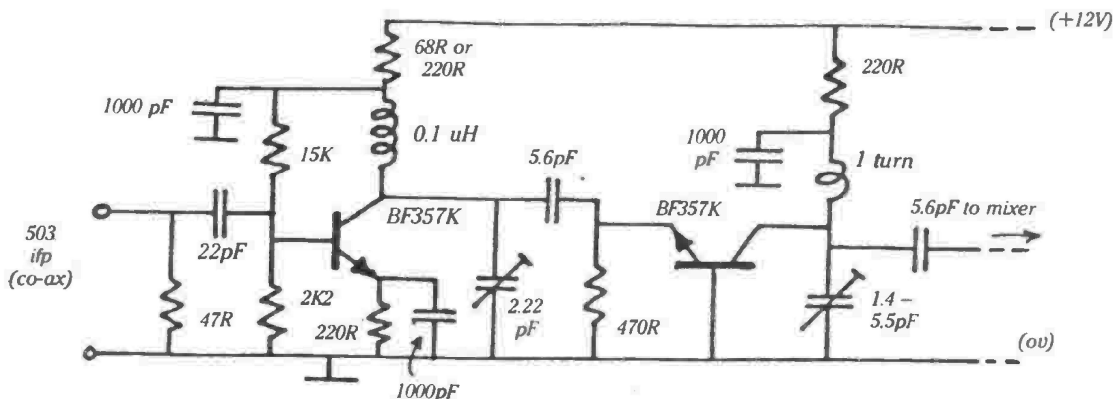 (+12V)
68R or
220R
220R
1000 pF
0.1 uH
15K
1000
pF
1 turn
5.6pF
BF357K
BF357K
5.6pF to mixer
503
ifp
(co-ax)
22pF
47R
2K2
220R
2.22
pF
470R
1.4 –
5.5pF
1000pF
(ov)